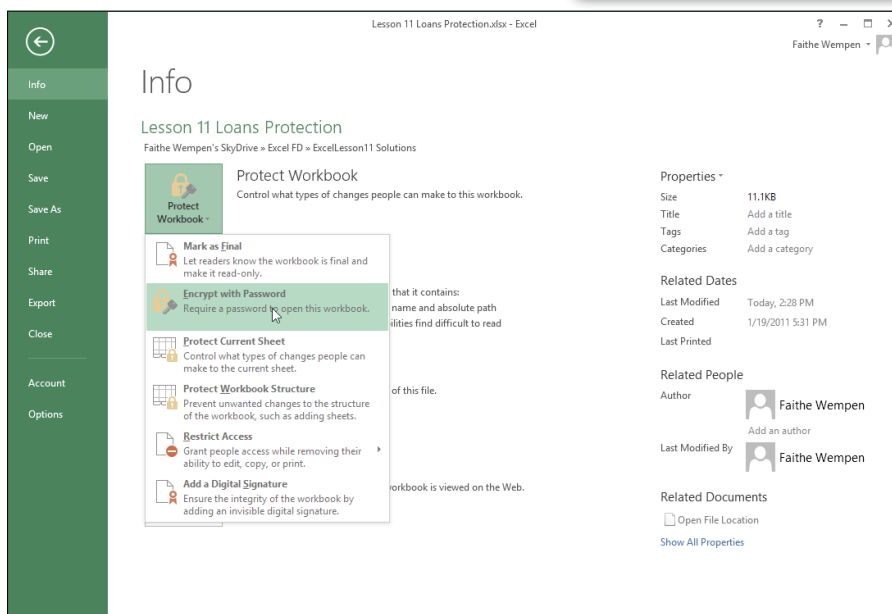 Lesson 11 Loans Protection.xlsx - Excel
?
Faithe Wempen
Info
New
Open
Save
Save As
Print
Share
Export
Close
Account
Options
Info
Lesson 11 Loans Protection
Faithe Wempen's SkyDrive » Excel FD » ExcelLesson11 Solutions
Protect
Workbook
Protect Workbook
Control what types of changes people can make to this workbook.
Mark as Final
Let readers know the workbook is final and
make it read-only.
Encrypt with Password
Require a password to open this workbook.
Protect Current Sheet
Control what types of changes people can
make to the current sheet.
Protect Workbook Structure
Prevent unwanted changes to the structure
of the workbook, such as adding sheets.
Restrict Access
Grant people access while removing their
ability to edit, copy, or print.
Add a Digital Signature
Ensure the integrity of the workbook by
adding an invisible digital signature.
that it contains:
name and absolute path
ilities find difficult to read
of this file.
orkbook is viewed on the Web.
Properties
Size 11.1KB
Title Add a title
Tags Add a tag
Categories Add a category
Related Dates
Last Modified Today, 2:28 PM
Created 1/19/2011 5:31 PM
Last Printed
Related People
Author Faithe Wempen
Add an author
Last Modified By Faithe Wempen
Related Documents
Open File Location
Show All Properties